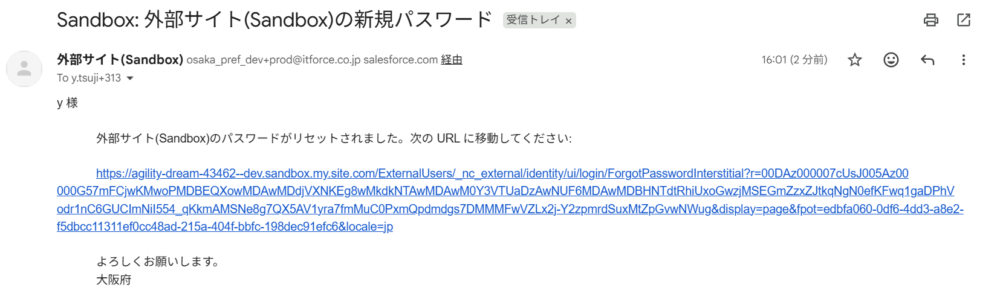 Sandbox: 外部サイト(Sandbox)の新規パスワード 受信トレイ ×
外部サイト(Sandbox) osaka_pref_dev+prod@itforce.co.jp salesforce.com 経由 16:01 (2 分前)
To y.tsuji+313
y 様
外部サイト(Sandbox)のパスワードがリセットされました。次の URL に移動してください:
https://agility-dream-43462--dev.sandbox.my.site.com/ExternalUsers/_nc_external/identity/ui/login/ForgotPasswordInterstitial?r=00DAz000007cUsJ005Az00
000G57mFCjwKMwoPMDBEQXowMDAwMDdjVXNKEg8wMkdkNTAwMDAwM0Y3VTUaDzAwNUF6MDAwMDBHNTdtRhiUxoGwzjMSEGmZzxZJtkqNgN0efKFwq1gaDPhV
odr1nC6GUCImNiI554_qKkmAMSNe8g7QX5AV1yra7fmMuC0PxmQpdmdgs7DMMMFwVZLx2j-Y2zpmrdSuxMtZpGvwNWug&display=page&fpot=edbfa060-0df6-4dd3-a8e2-
f5dbcc11311ef0cc48ad-215a-404f-bbfc-198dec91efc6&locale=jp
よろしくお願いします。
大阪府